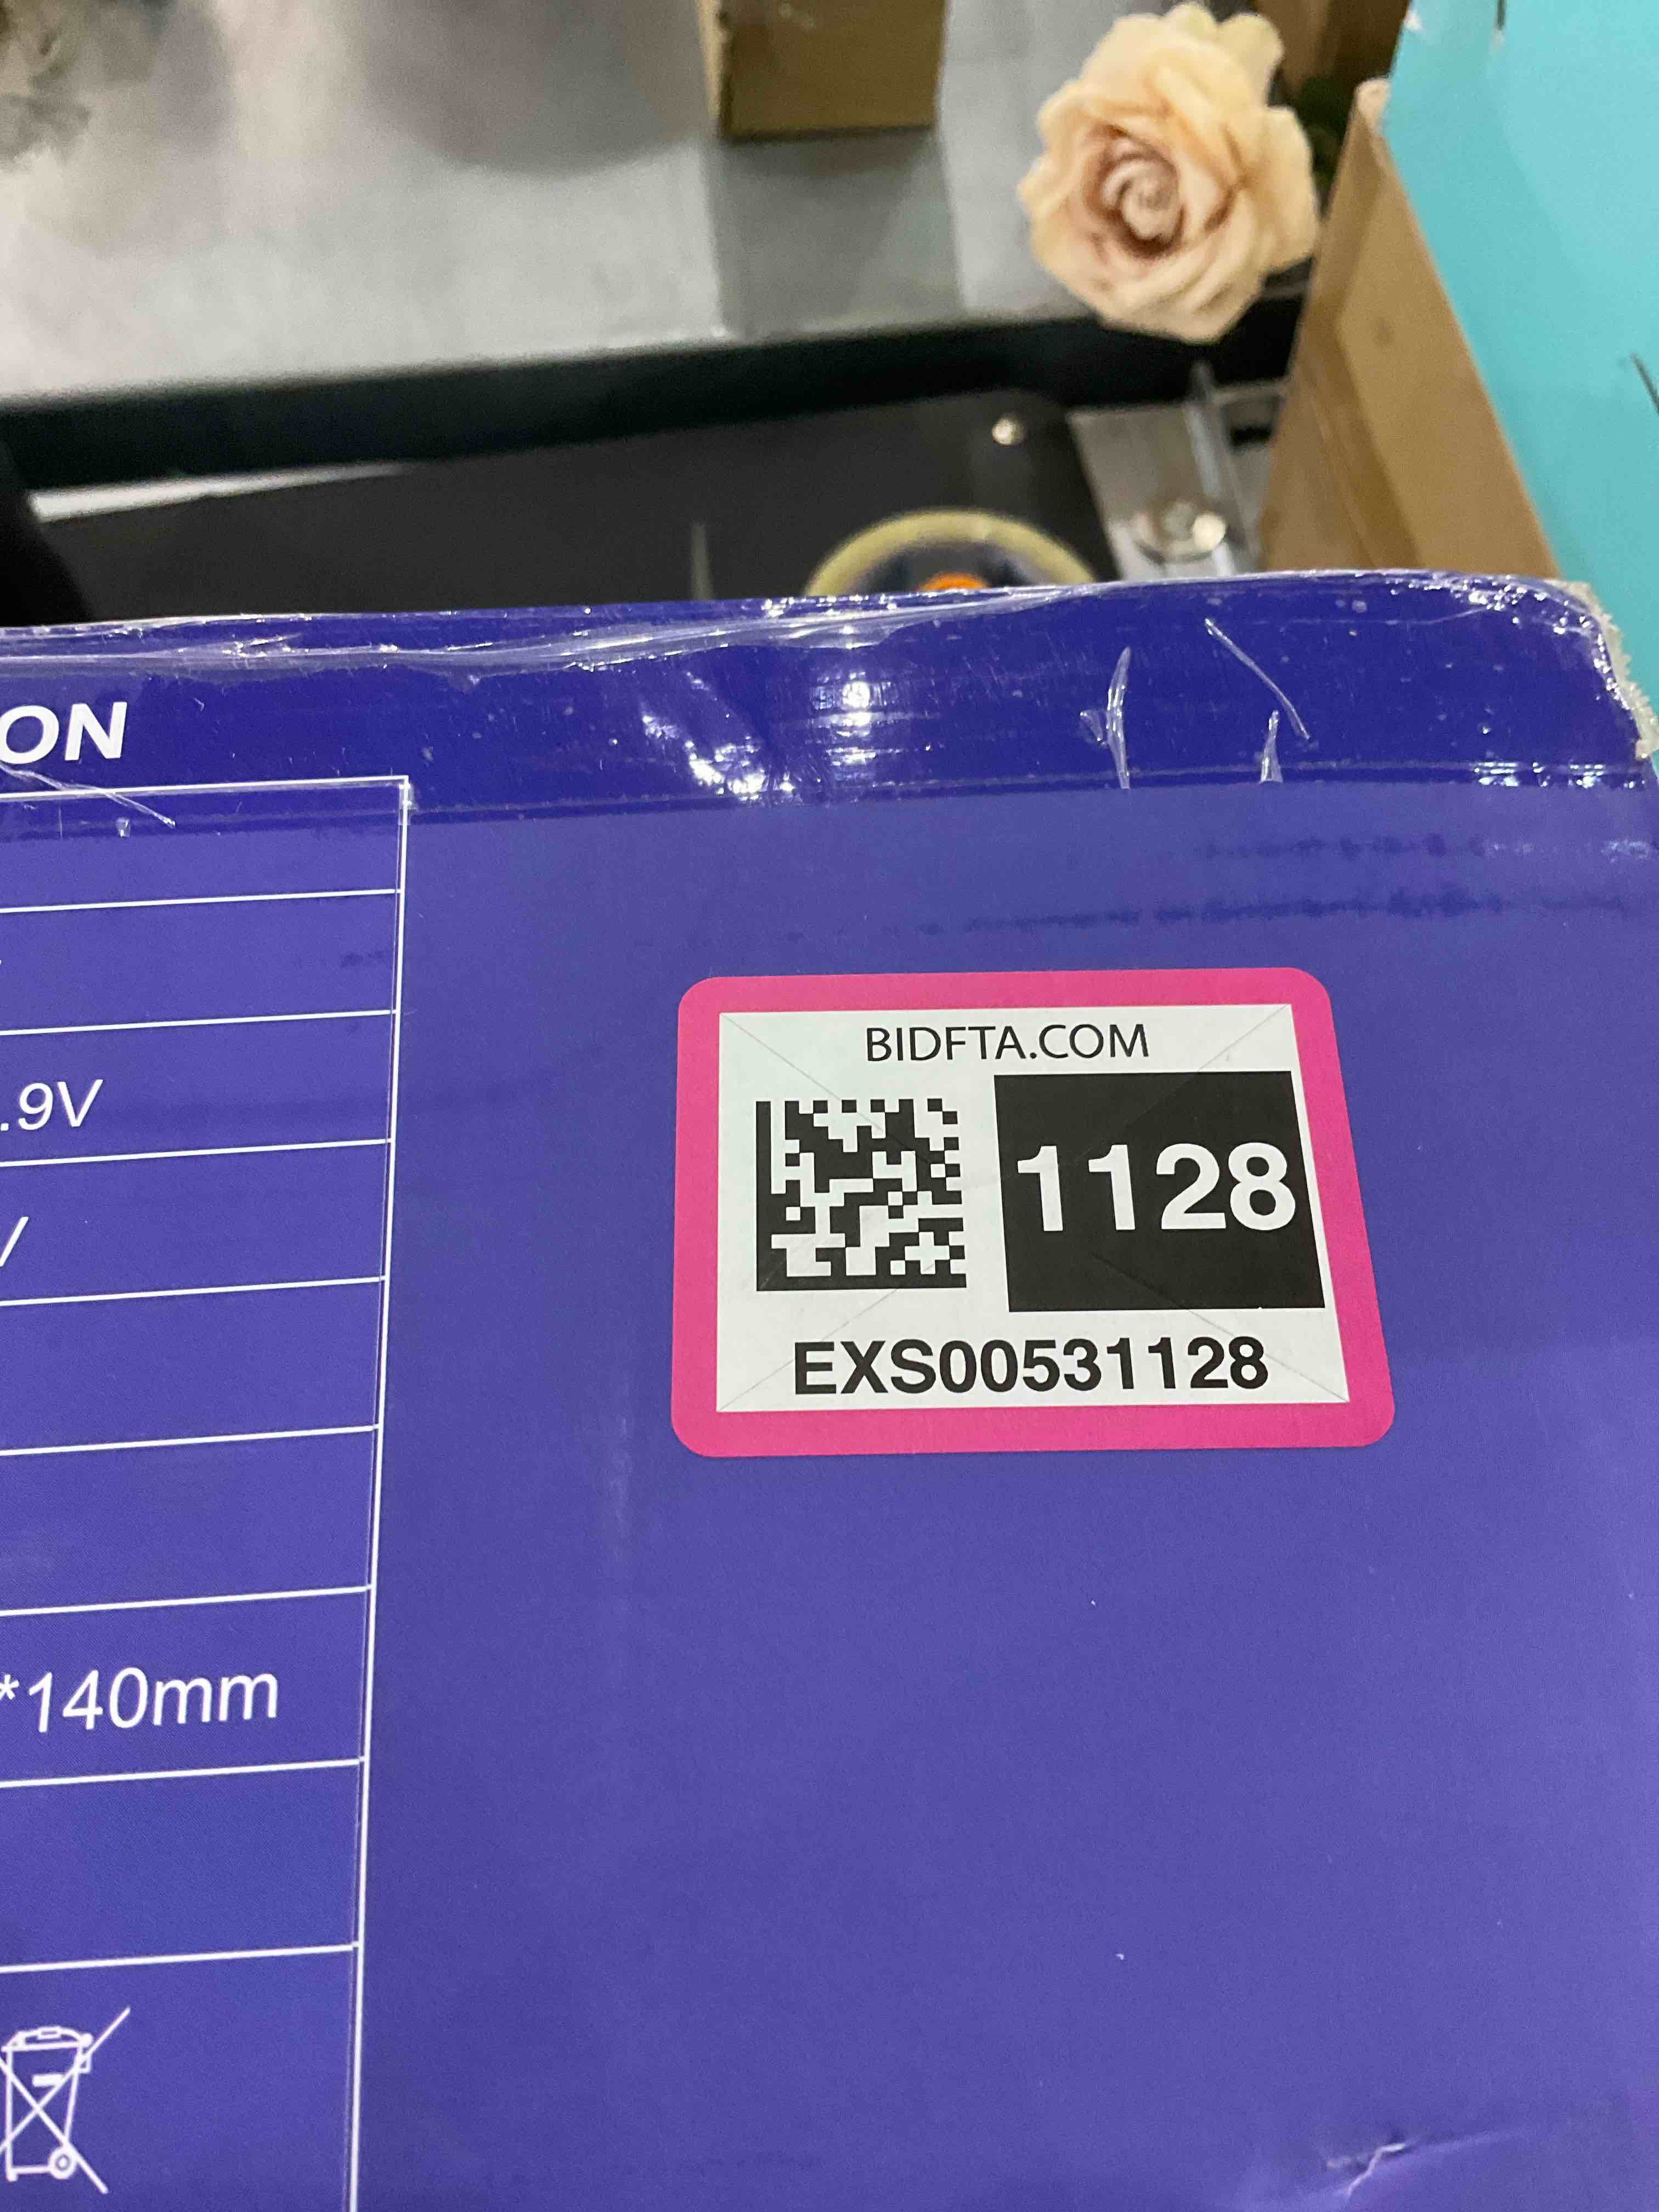 ON
.9V
V
*140mm
BIDFTA.COM
1128
EXS00531128